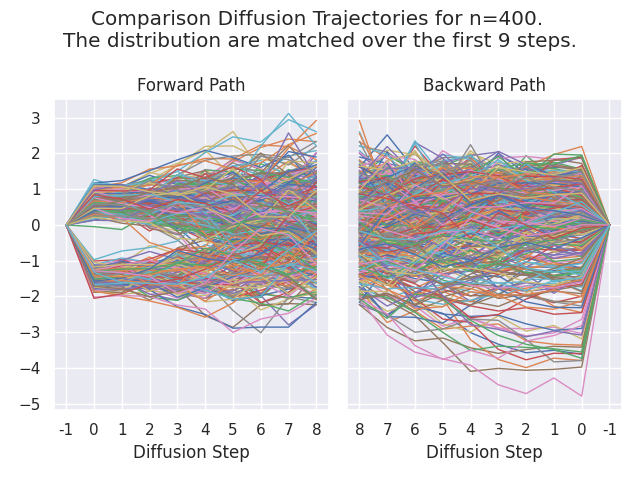 Comparison Diffusion Trajectories for n=400.
The distribution are matched over the first 9 steps.
Forward Path
Backward Path
3
2
1
0
−1
−2
−3
−4
−5
-1 0 1 2 3 4 5 6 7 8
8 7 6 5 4 3 2 1 0 -1
Diffusion Step
Diffusion Step